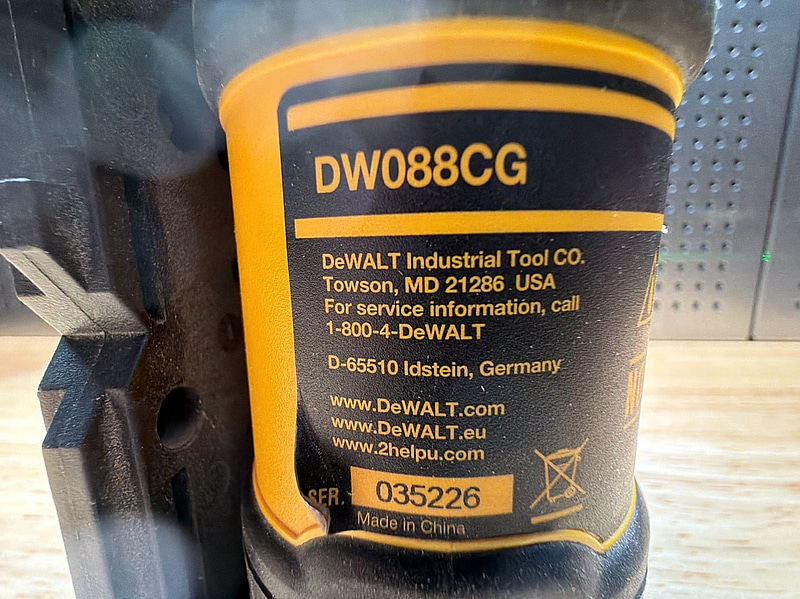 DW088CG
DeWALT Industrial Tool CO.
Towson, MD 21286 USA
For service information, call
1-800-4-DeWALT
D-65510 Idstein, Germany
www.DeWALT.com
www.DeWALT.eu
www.2helpu.com
SER. 035226
Made in China